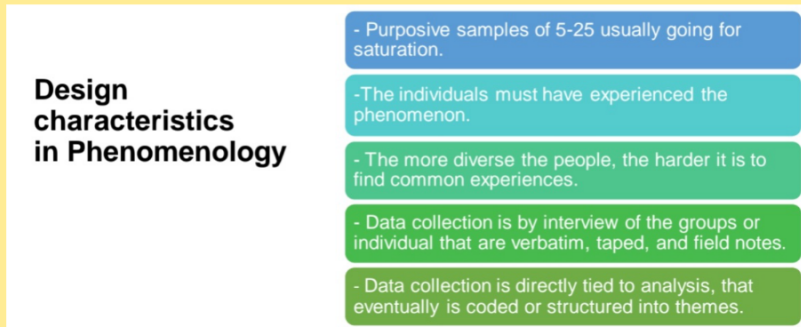 Design
characteristics
in Phenomenology
- Purposive samples of 5-25 usually going for
saturation.
-The individuals must have experienced the
phenomenon.
- The more diverse the people, the harder it is to
find common experiences.
- Data collection is by interview of the groups or
individual that are verbatim, taped, and field notes.
- Data collection is directly tied to analysis, that
eventually is coded or structured into themes.